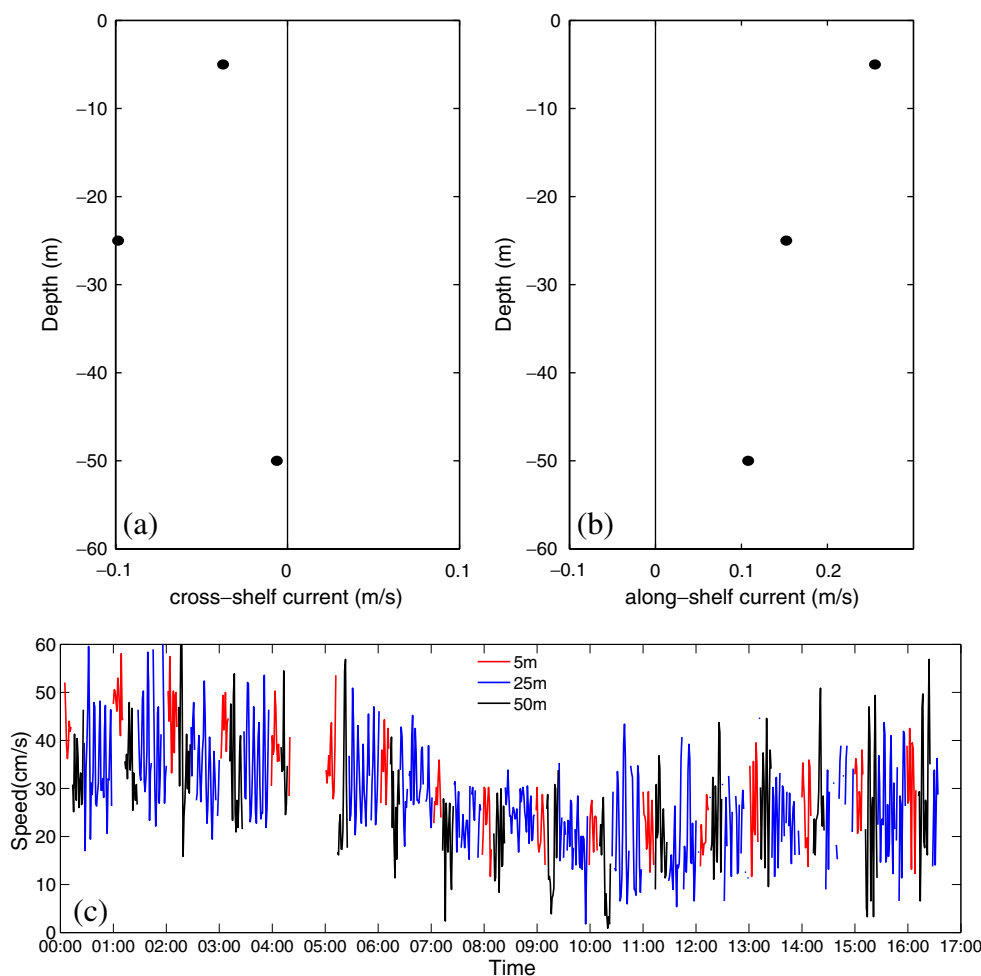 0
−10
−20
−30
−40
−50
−60
−0.1
0
0.1
Depth (m)
cross−shelf current (m/s)
(a)
0
−10
−20
−30
−40
−50
−60
−0.1
0
0.1
0.2
Depth (m)
along−shelf current (m/s)
(b)
60
50
40
30
20
10
0
Speed(cm/s)
5m
25m
50m
(c)
00:00 01:00 02:00 03:00 04:00 05:00 06:00 07:00 08:00 09:00 10:00 11:00 12:00 13:00 14:00 15:00 16:00 17:00
Time